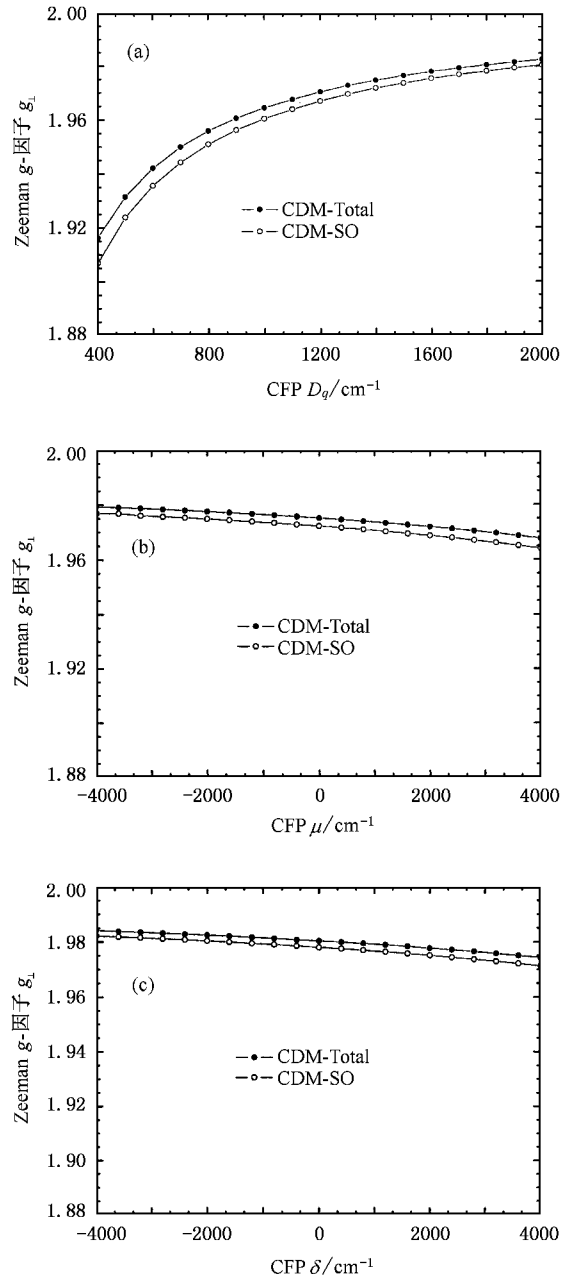 2.00
(a)
1.96
Zeeman g-因子 g⊥
1.92
CDM-Total
CDM-SO
1.88
400 800 1200 1600 2000
CFP Dq/cm⁻¹
2.00
1.96
(b)
Zeeman g-因子 g⊥
CDM-Total
CDM-SO
1.92
1.88
-4000 -2000 0 2000 4000
CFP μ/cm⁻¹
2.00
1.98
(c)
1.96
Zeeman g-因子 g⊥
1.94
CDM-Total
CDM-SO
1.92
1.90
1.88
-4000 -2000 0 2000 4000
CFP δ/cm⁻¹